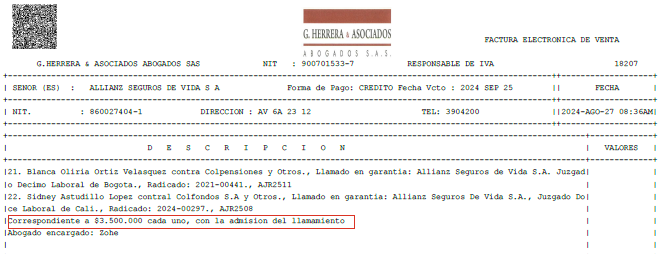 G. HERRERA & ASOCIADOS
ABOGADOS S.A.S.
FACTURA ELECTRONICA DE VENTA
G.HERRERA & ASOCIADOS ABOGADOS SAS NIT : 900701533-7 RESPONSABLE DE IVA 18207
SENOR (ES) : ALLIANZ SEGUROS DE VIDA S A Forma de Pago: CREDITO Fecha Vcto : 2024 SEP 25 FECHA
NIT. : 860027404-1 DIRECCION : AV 6A 23 12 TEL: 3904200 2024-AGO-27 08:36AM
D E S C R I P C I O N VALORES
21. Blanca Oliria Ortiz Velasquez contra Colpensiones y Otros., Llamado en garantia: Allianz Seguros de Vida S.A. Juzgad
o Decimo Laboral de Bogota., Radicado: 2021-00441., AJR2511
22. Sidney Astudillo Lopez contral Colfondos S.A y Otros., Llamado en garantia: Allianz Seguros De Vida S.A., Juzgado Do
ce Laboral de Cali., Radicado: 2024-00297., AJR2508
Correspondiente a $3.500.000 cada uno, con la admision del llamamiento
Abogado encargado: Zohe